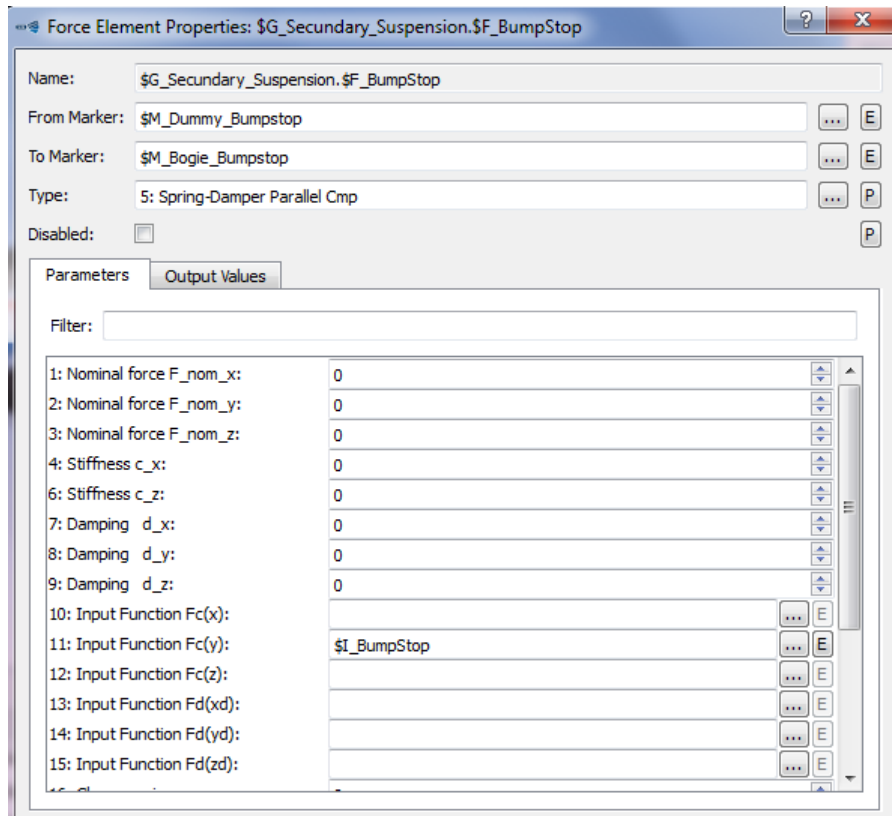 Force Element Properties: $G_Secundary_Suspension.$F_BumpStop
Name: $G_Secundary_Suspension.$F_BumpStop
From Marker: $M_Dummy_Bumpstop ... E
To Marker: $M_Bogie_Bumpstop ... E
Type: 5: Spring-Damper Parallel Cmp ... P
Disabled: P
Parameters Output Values
Filter:
1: Nominal force F_nom_x: 0
2: Nominal force F_nom_y: 0
3: Nominal force F_nom_z: 0
4: Stiffness c_x: 0
6: Stiffness c_z: 0
7: Damping d_x: 0
8: Damping d_y: 0
9: Damping d_z: 0
10: Input Function Fc(x): ... E
11: Input Function Fc(y): $I_BumpStop ... E
12: Input Function Fc(z): ... E
13: Input Function Fd(xd): ... E
14: Input Function Fd(yd): ... E
15: Input Function Fd(zd): ... E